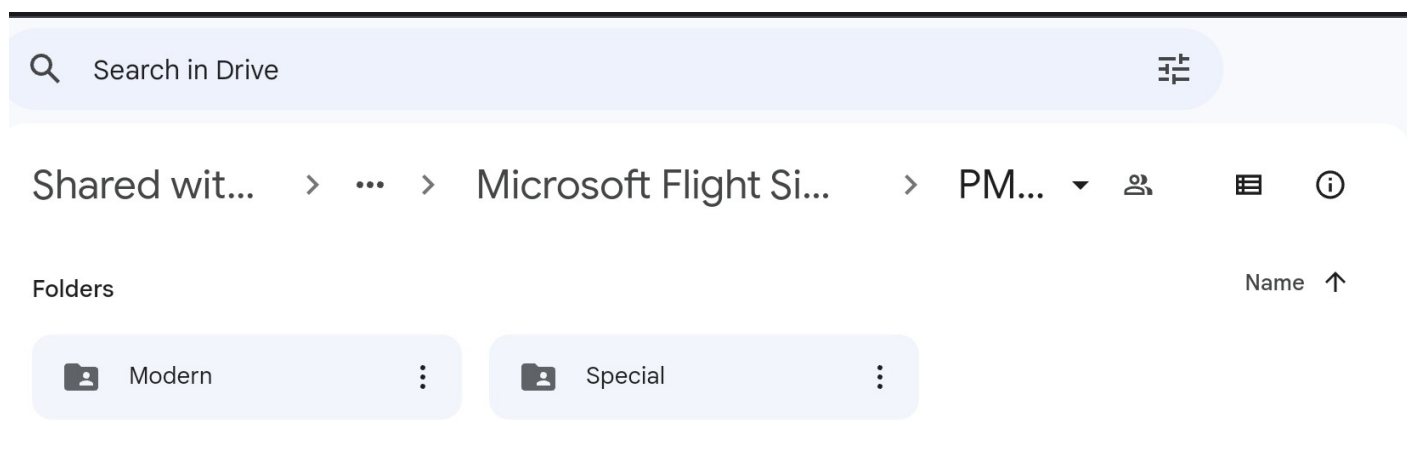 Search in Drive
Shared wit... > ... > Microsoft Flight Si... > PM...
Folders
Name
Modern
Special